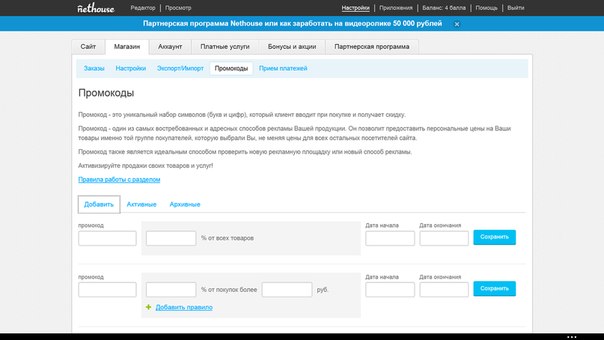 nethouse Редактор Просмотр Настройки Приложения Баланс: 4 балла Помощь Выйти
Партнерская программа Nethouse или как заработать на видеоролике 50 000 рублей
Сайт Магазин Аккаунт Платные услуги Бонусы и акции Партнерская программа
Заказы Настройки Экспорт/Импорт Промокоды Прием платежей
Промокоды
Промокод - это уникальный набор символов (букв и цифр), который клиент вводит при покупке и получает скидку.
Промокод - один из самых востребованных и адресных способов рекламы Вашей продукции. Он позволит предоставить персональные цены на Ваши
товары именно той группе покупателей, которую выбрали Вы, не меняя цены для всех остальных посетителей сайта.
Промокод также является идеальным способом проверить новую рекламную площадку или новый способ рекламы.
Активизируйте продажи своих товаров и услуг!
Правила работы с разделом
Добавить Активные Архивные
промокод Дата начала Дата окончания
% от всех товаров Сохранить
промокод Дата начала Дата окончания
% от покупок более руб. Сохранить
Добавить правило